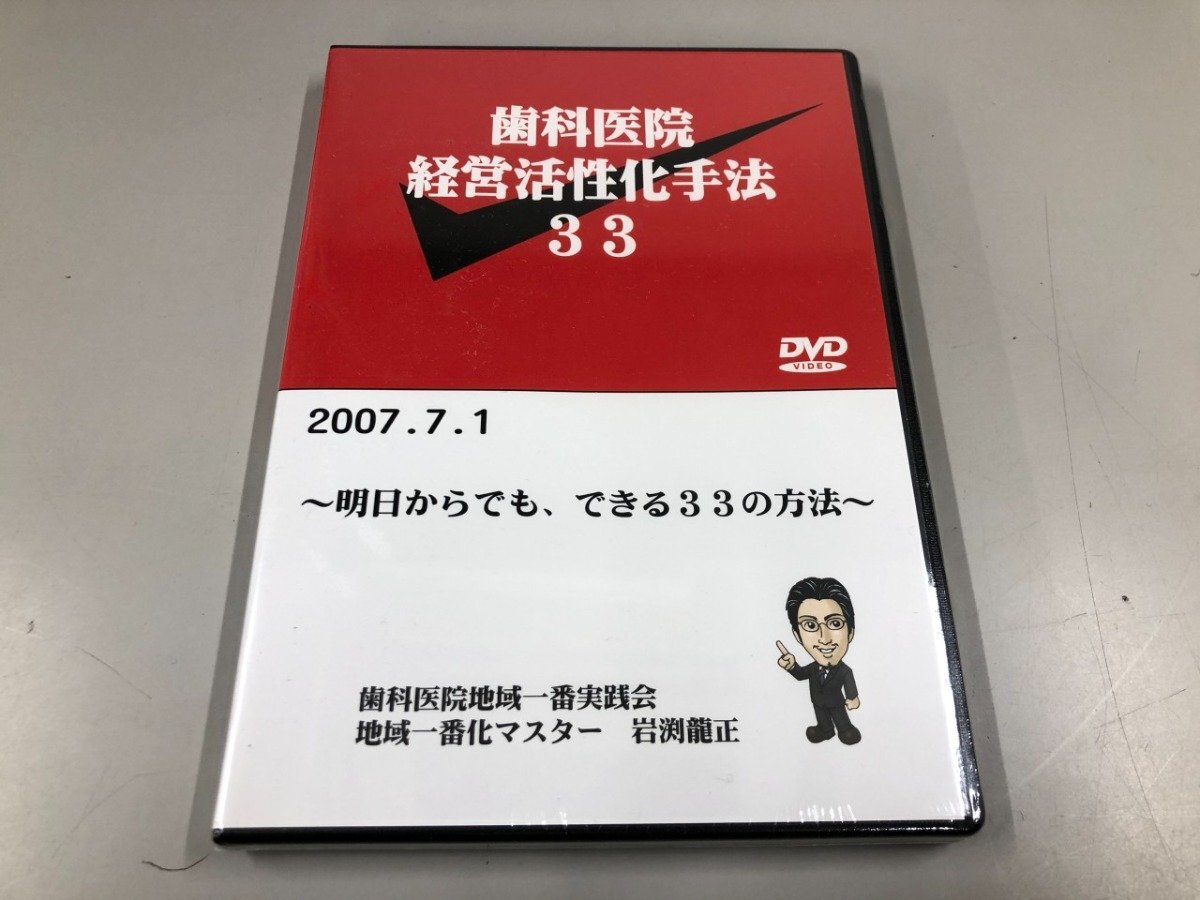 歯科医院
経営活性化手法
３３
DVD
VIDEO
2007.7.1
～明日からでも、できる３３の方法～
歯科医院地域一番実践会
地域一番化マスター　岩渕龍正